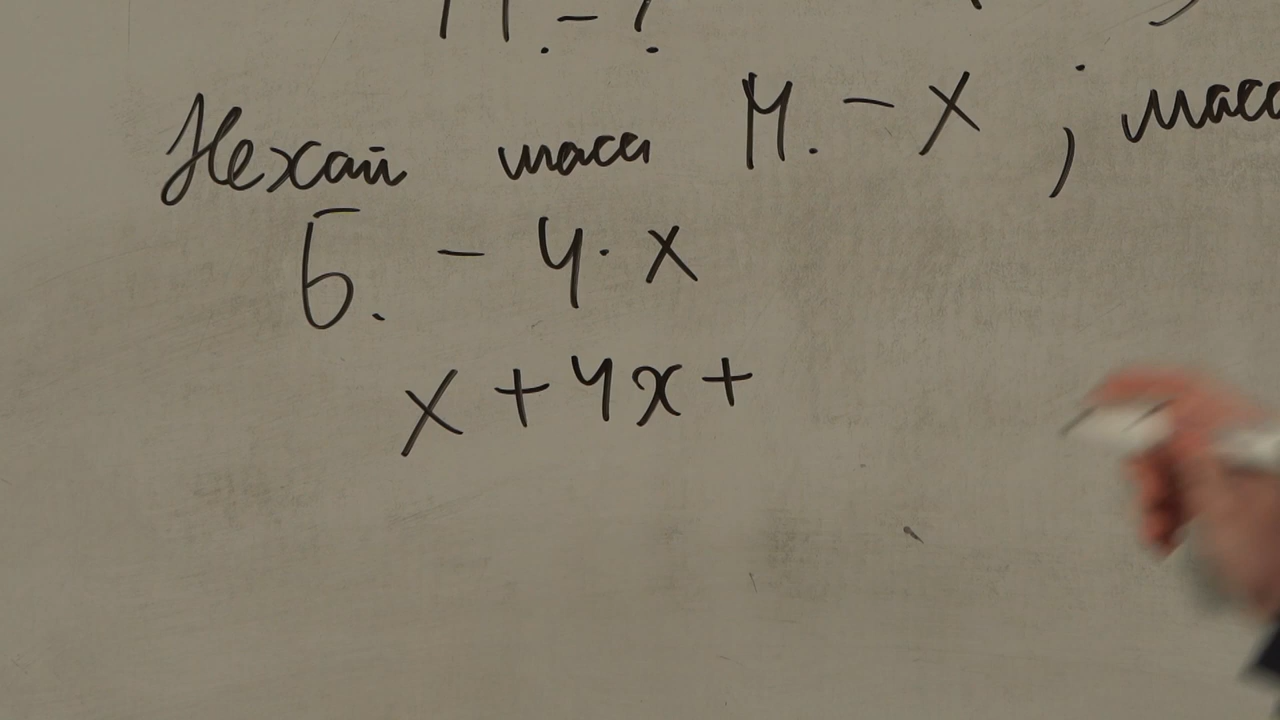 М. - ?
Нехай маса М. - х ; маса
Б. - 4 · х
х + 4х +